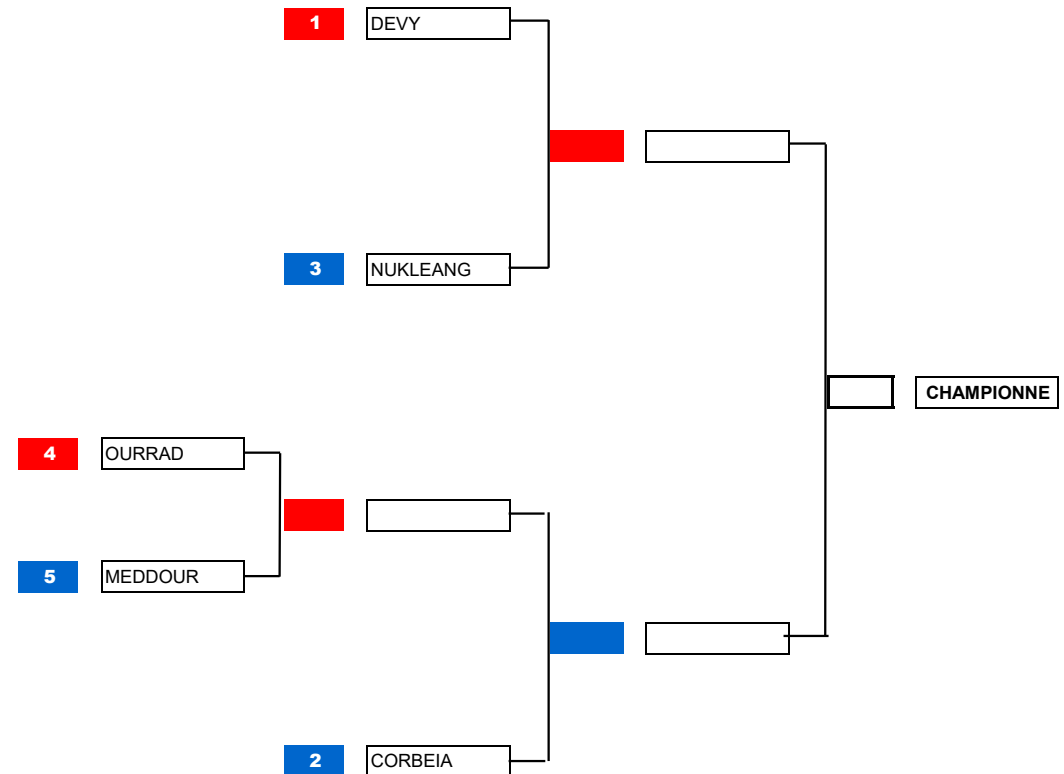 1 DEVY
3 NUKLEANG
CHAMPIONNE
4 OURRAD
5 MEDDOUR
2 CORBEIA